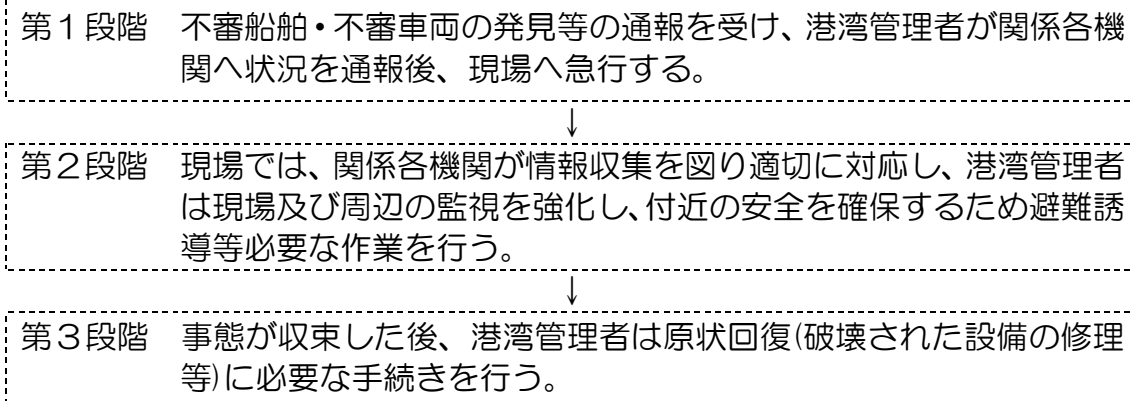 第１段階　不審船舶・不審車両の発見等の通報を受け、港湾管理者が関係各機
関へ状況を通報後、現場へ急行する。
↓
第２段階　現場では、関係各機関が情報収集を図り適切に対応し、港湾管理者
は現場及び周辺の監視を強化し、付近の安全を確保するため避難誘
導等必要な作業を行う。
↓
第３段階　事態が収束した後、港湾管理者は原状回復(破壊された設備の修理
等)に必要な手続きを行う。